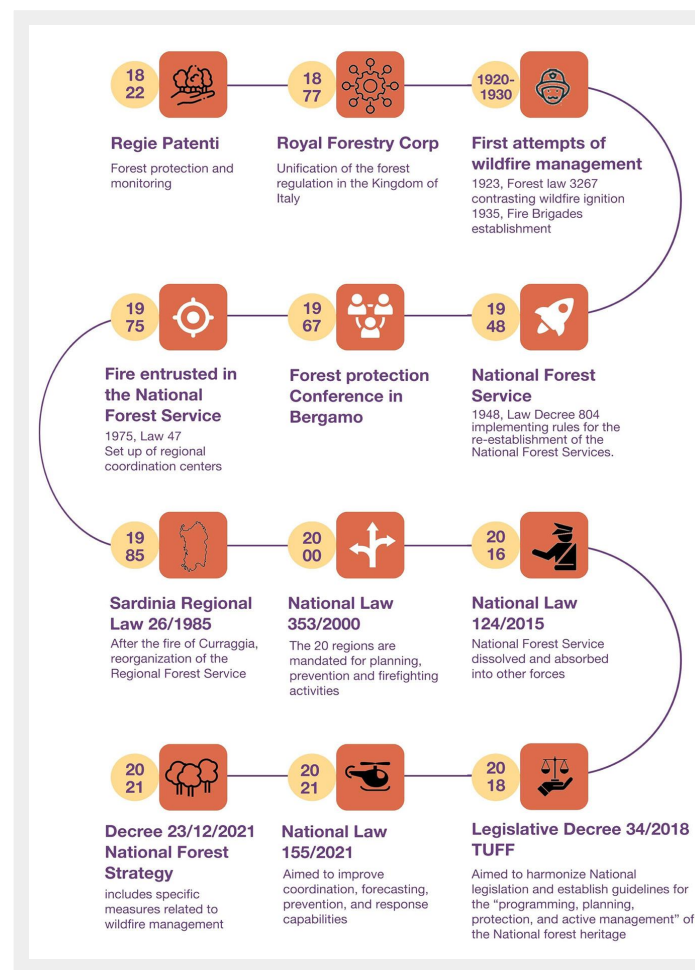 18
22
Regie Patenti
Forest protection and
monitoring
18
77
Royal Forestry Corp
Unification of the forest
regulation in the Kingdom of
Italy
1920-
1930
First attempts of
wildfire management
1923, Forest law 3267
contrasting wildfire ignition
1935, Fire Brigades
establishment
19
48
National Forest
Service
1948, Law Decree 804
implementing rules for the
re-establishment of the
National Forest Services.
19
67
Forest protection
Conference in
Bergamo
19
75
Fire entrusted in
the National
Forest Service
1975, Law 47
Set up of regional
coordination centers
19
85
Sardinia Regional
Law 26/1985
After the fire of Curraggia,
reorganization of the
Regional Forest Service
20
00
National Law
353/2000
The 20 regions are
mandated for planning,
prevention and firefighting
activities
20
16
National Law
124/2015
National Forest Service
dissolved and absorbed
into other forces
20
18
Legislative Decree 34/2018
TUFF
Aimed to harmonize National
legislation and establish guidelines for
the “programming, planning,
protection, and active management” of
the National forest heritage
20
21
National Law
155/2021
Aimed to improve
coordination, forecasting,
prevention, and response
capabilities
20
21
Decree 23/12/2021
National Forest
Strategy
includes specific
measures related to
wildfire management